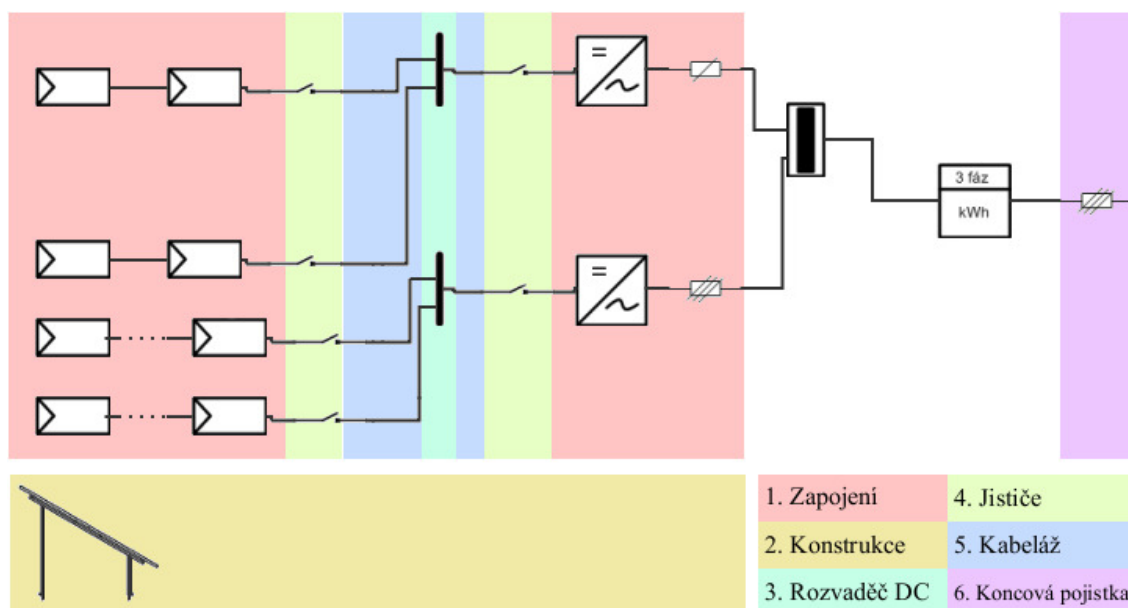 3 fáz
kWh
1. Zapojení
4. Jističe
2. Konstrukce
5. Kabeláž
3. Rozvaděč DC
6. Koncová pojistka